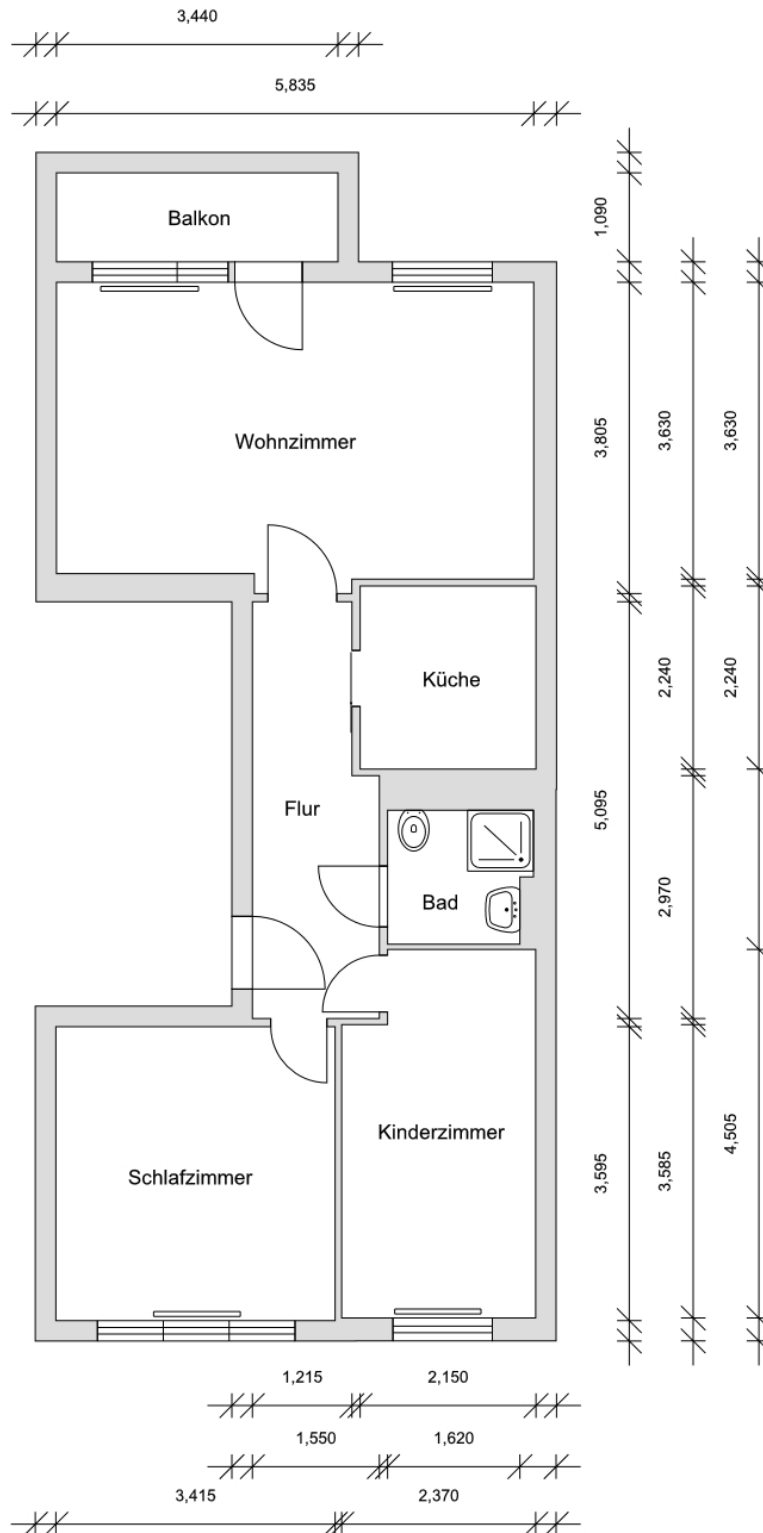 3,440
5,835
Balkon
1,090
Wohnzimmer
3,805
3,630
3,630
Küche
2,240
2,240
Flur
5,095
Bad
2,970
Kinderzimmer
4,505
Schlafzimmer
3,595
3,585
1,215
2,150
1,550
1,620
3,415
2,370